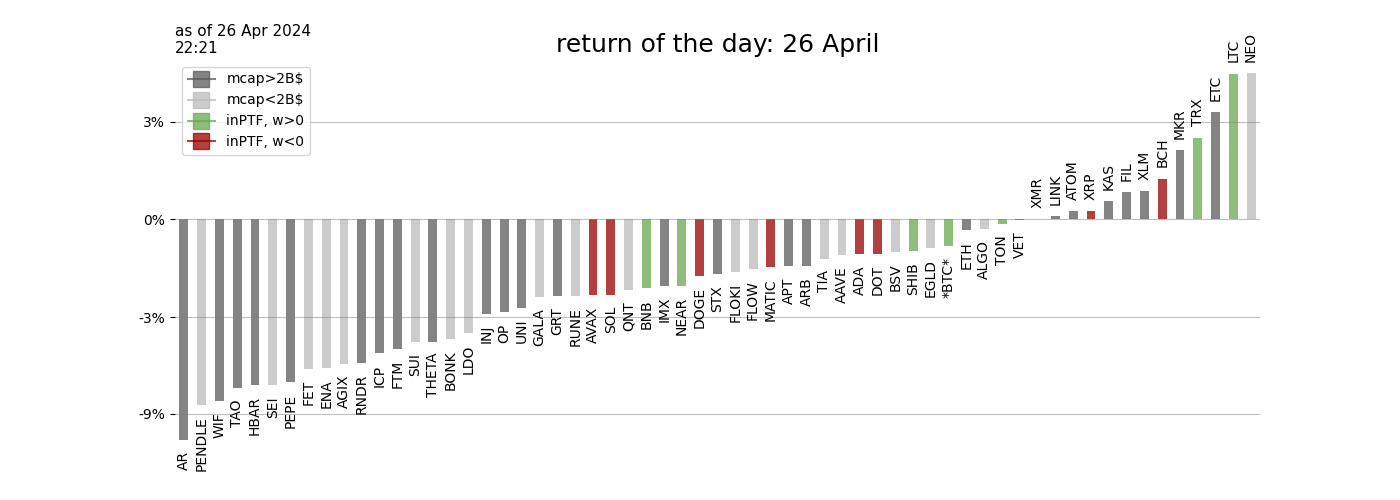 as of 26 Apr 2024
22:21
return of the day: 26 April
mcap>2B$
mcap<2B$
inPTF, w>0
inPTF, w<0
3%
0%
-3%
-9%
AR
PENDLE
WIF
TAO
HBAR
SEI
PEPE
FET
ENA
AGIX
RNDR
ICP
FTM
SUI
THETA
BONK
LDO
INJ
OP
UNI
GALA
GRT
RUNE
AVAX
SOL
QNT
BNB
IMX
NEAR
DOGE
STX
FLOKI
FLOW
MATIC
APT
ARB
TIA
AAVE
ADA
DOT
BSV
SHIB
EGLD
*BTC*
ETH
ALGO
TON
VET
XMR
LINK
ATOM
XRP
KAS
FIL
XLM
BCH
MKR
TRX
ETC
LTC
NEO